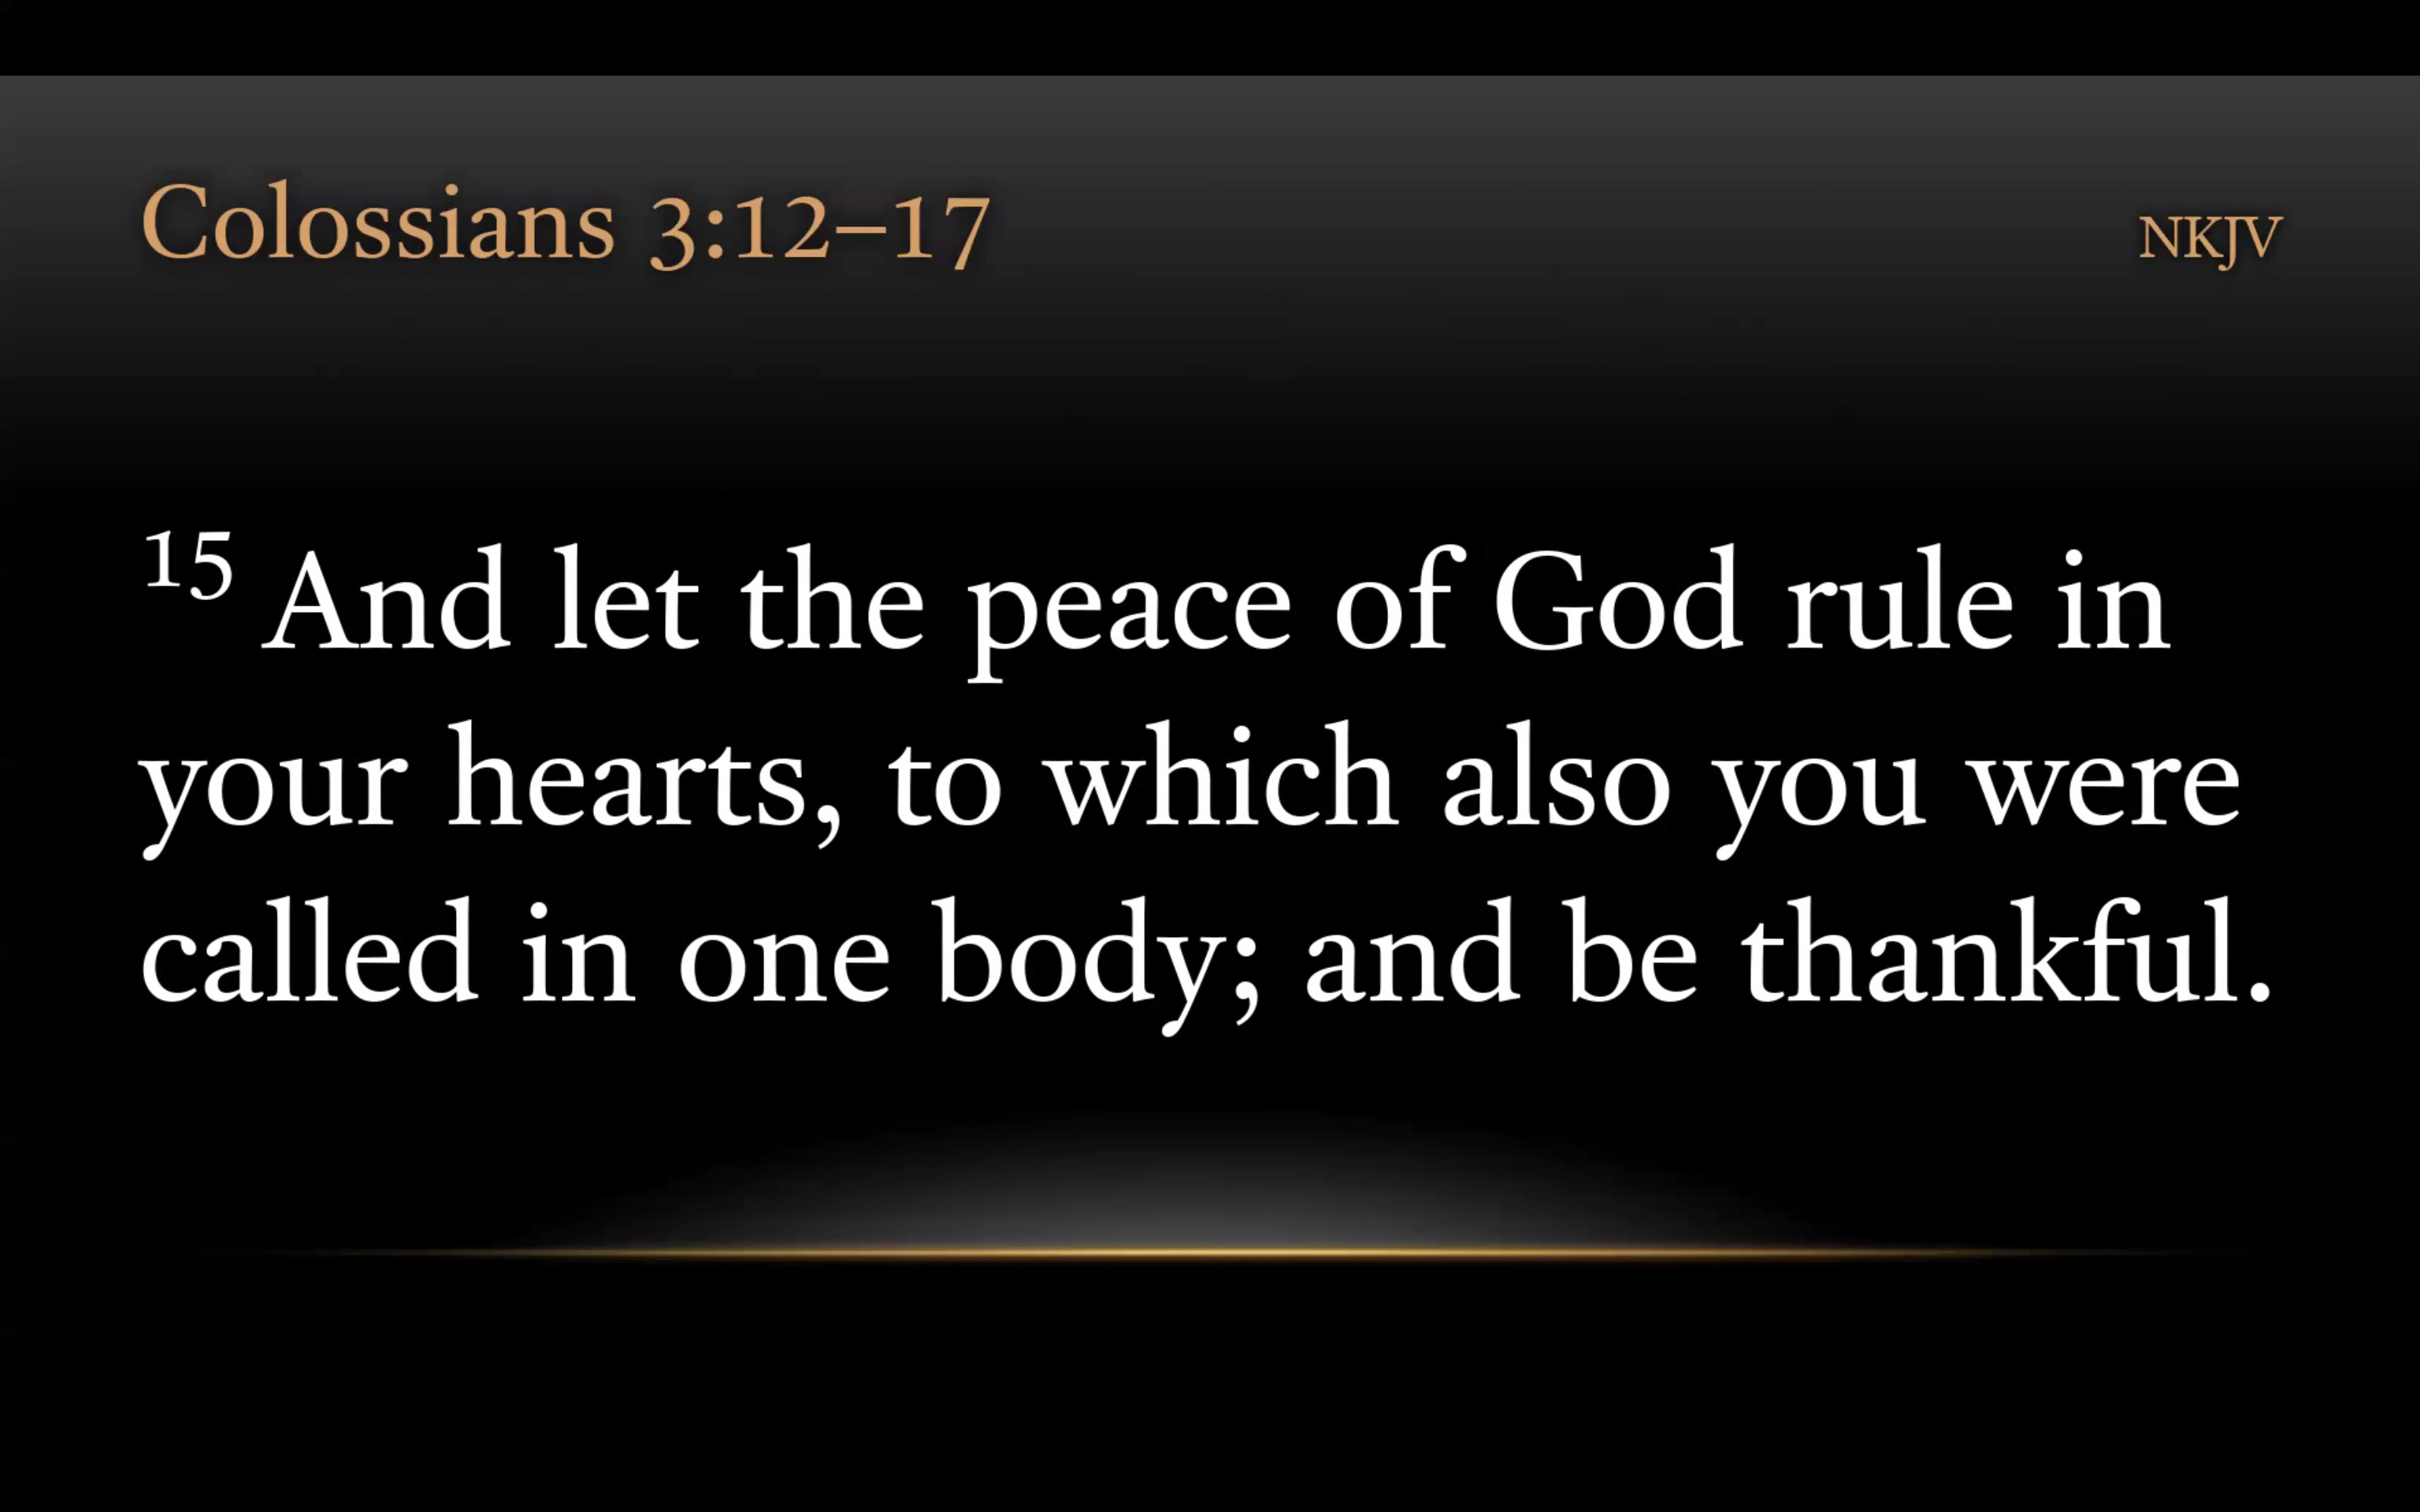 Colossians 3:12–17
NKJV
15 And let the peace of God rule in
your hearts, to which also you were
called in one body; and be thankful.